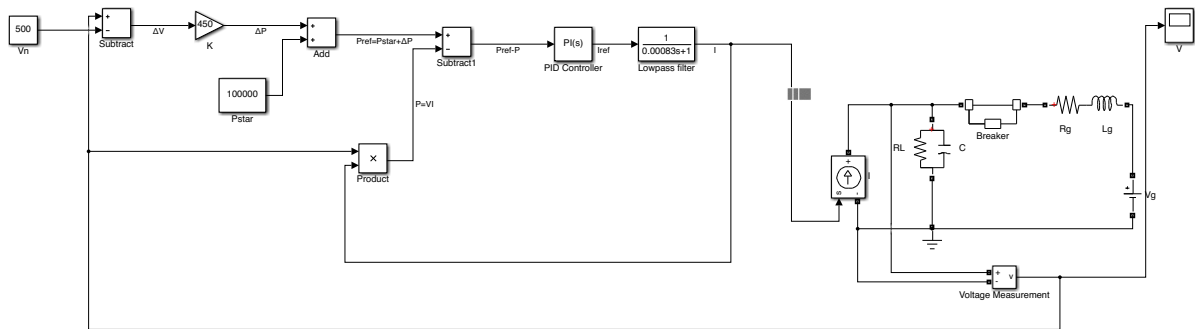 500
Vn
+
−
Subtract
ΔV
450
K
ΔP
+
+
Add
100000
Pstar
Pref=Pstar+ΔP
+
−
Subtract1
P=VI
×
Product
Pref-P
PI(s)
PID Controller
Iref
1
0.00083s+1
Lowpass filter
I
V
+
s
-
RL
C
Breaker
Rg
Lg
+
Vg
+
-
v
Voltage Measurement